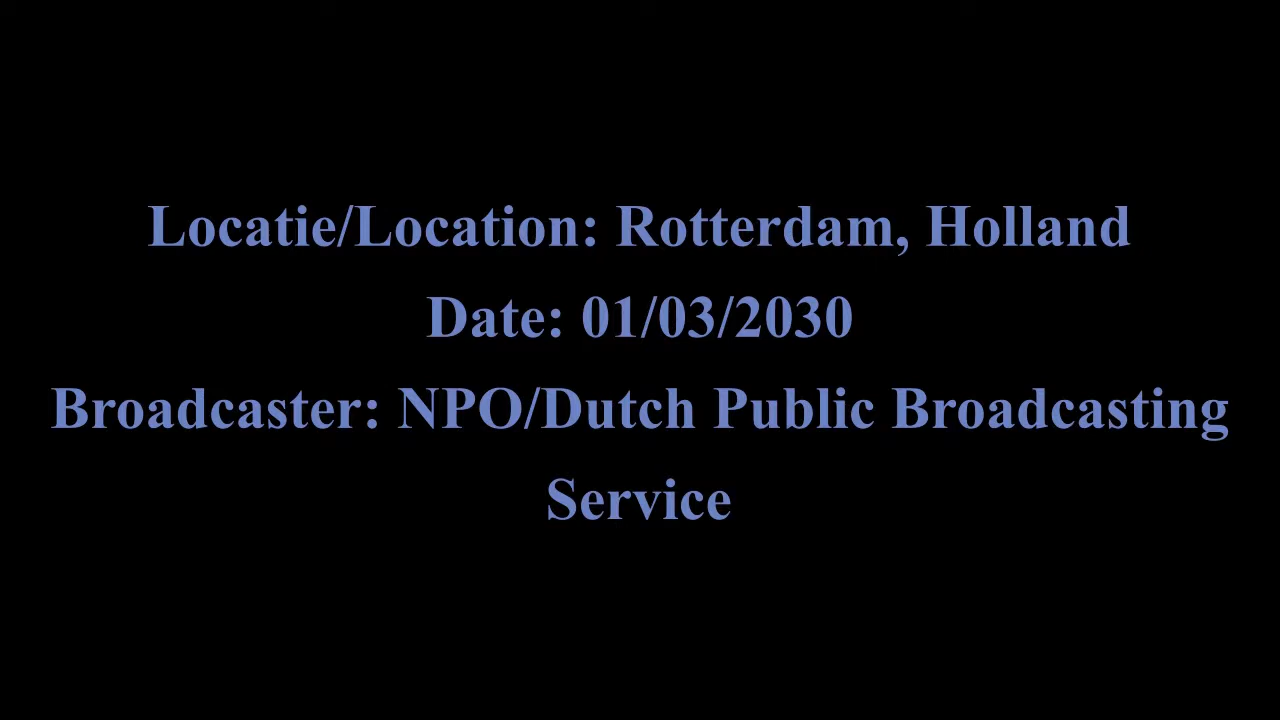 Locatie/Location: Rotterdam, Holland
Date: 01/03/2030
Broadcaster: NPO/Dutch Public Broadcasting
Service